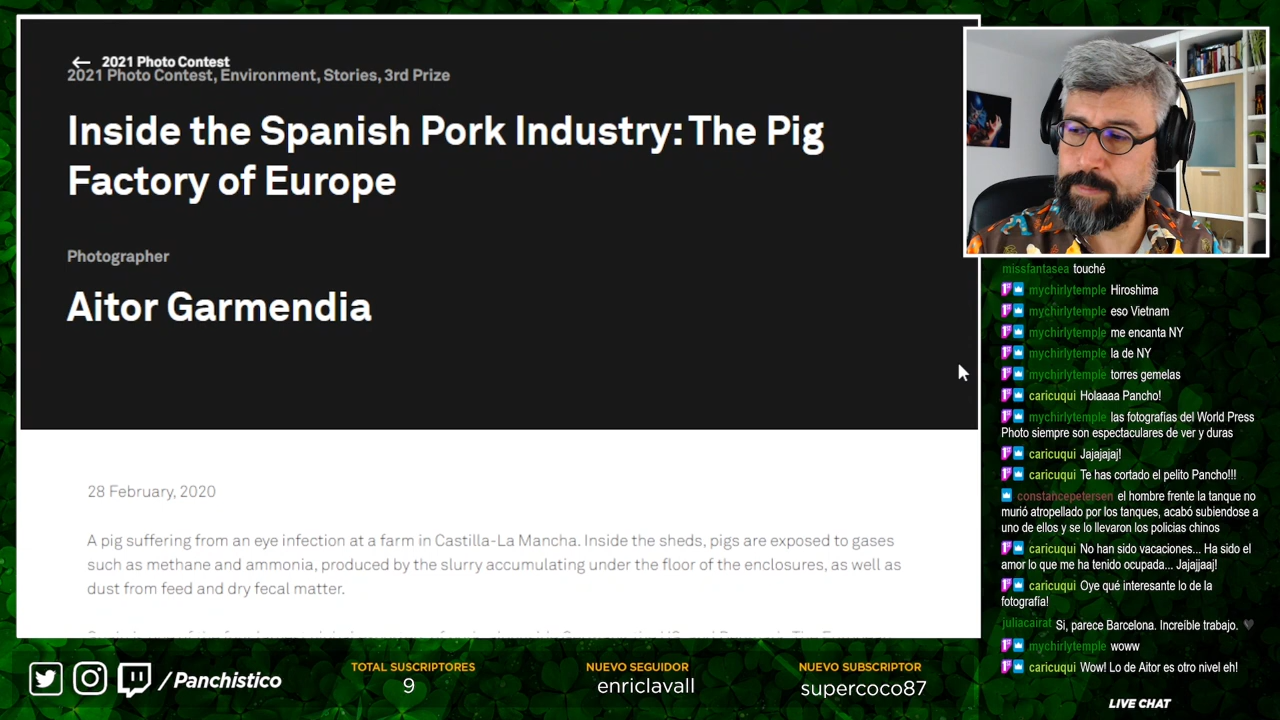 2021 Photo Contest
2021 Photo Contest, Environment, Stories, 3rd Prize
Inside the Spanish Pork Industry: The Pig
Factory of Europe
Photographer
Aitor Garmendia
28 February, 2020
A pig suffering from an eye infection at a farm in Castilla-La Mancha. Inside the sheds, pigs are exposed to gases
such as methane and ammonia, produced by the slurry accumulating under the floor of the enclosures, as well as
dust from feed and dry fecal matter.
missfantasea touché
mychirlytemple Hiroshima
mychirlytemple eso Vietnam
mychirlytemple me encanta NY
mychirlytemple la de NY
mychirlytemple torres gemelas
caricuqui Holaaaa Pancho!
mychirlytemple las fotografías del World Press
Photo siempre son espectaculares de ver y duras
caricuqui Jajajajaj!
caricuqui Te has cortado el pelito Pancho!!!
constancepetersen el hombre frente la tanque no
murió atropellado por los tanques, acabó subiendose a
uno de ellos y se lo llevaron los policias chinos
caricuqui No han sido vacaciones... Ha sido el
amor lo que me ha tenido ocupada... Jajajjaaj!
caricuqui Oye qué interesante lo de la
fotografía!
juliacairat Si, parece Barcelona. Increíble trabajo.
mychirlytemple woww
caricuqui Wow! Lo de Aitor es otro nivel eh!
LIVE CHAT
/Panchistico
TOTAL SUSCRIPTORES
9
NUEVO SEGUIDOR
enriclavall
NUEVO SUBSCRIPTOR
supercoco87